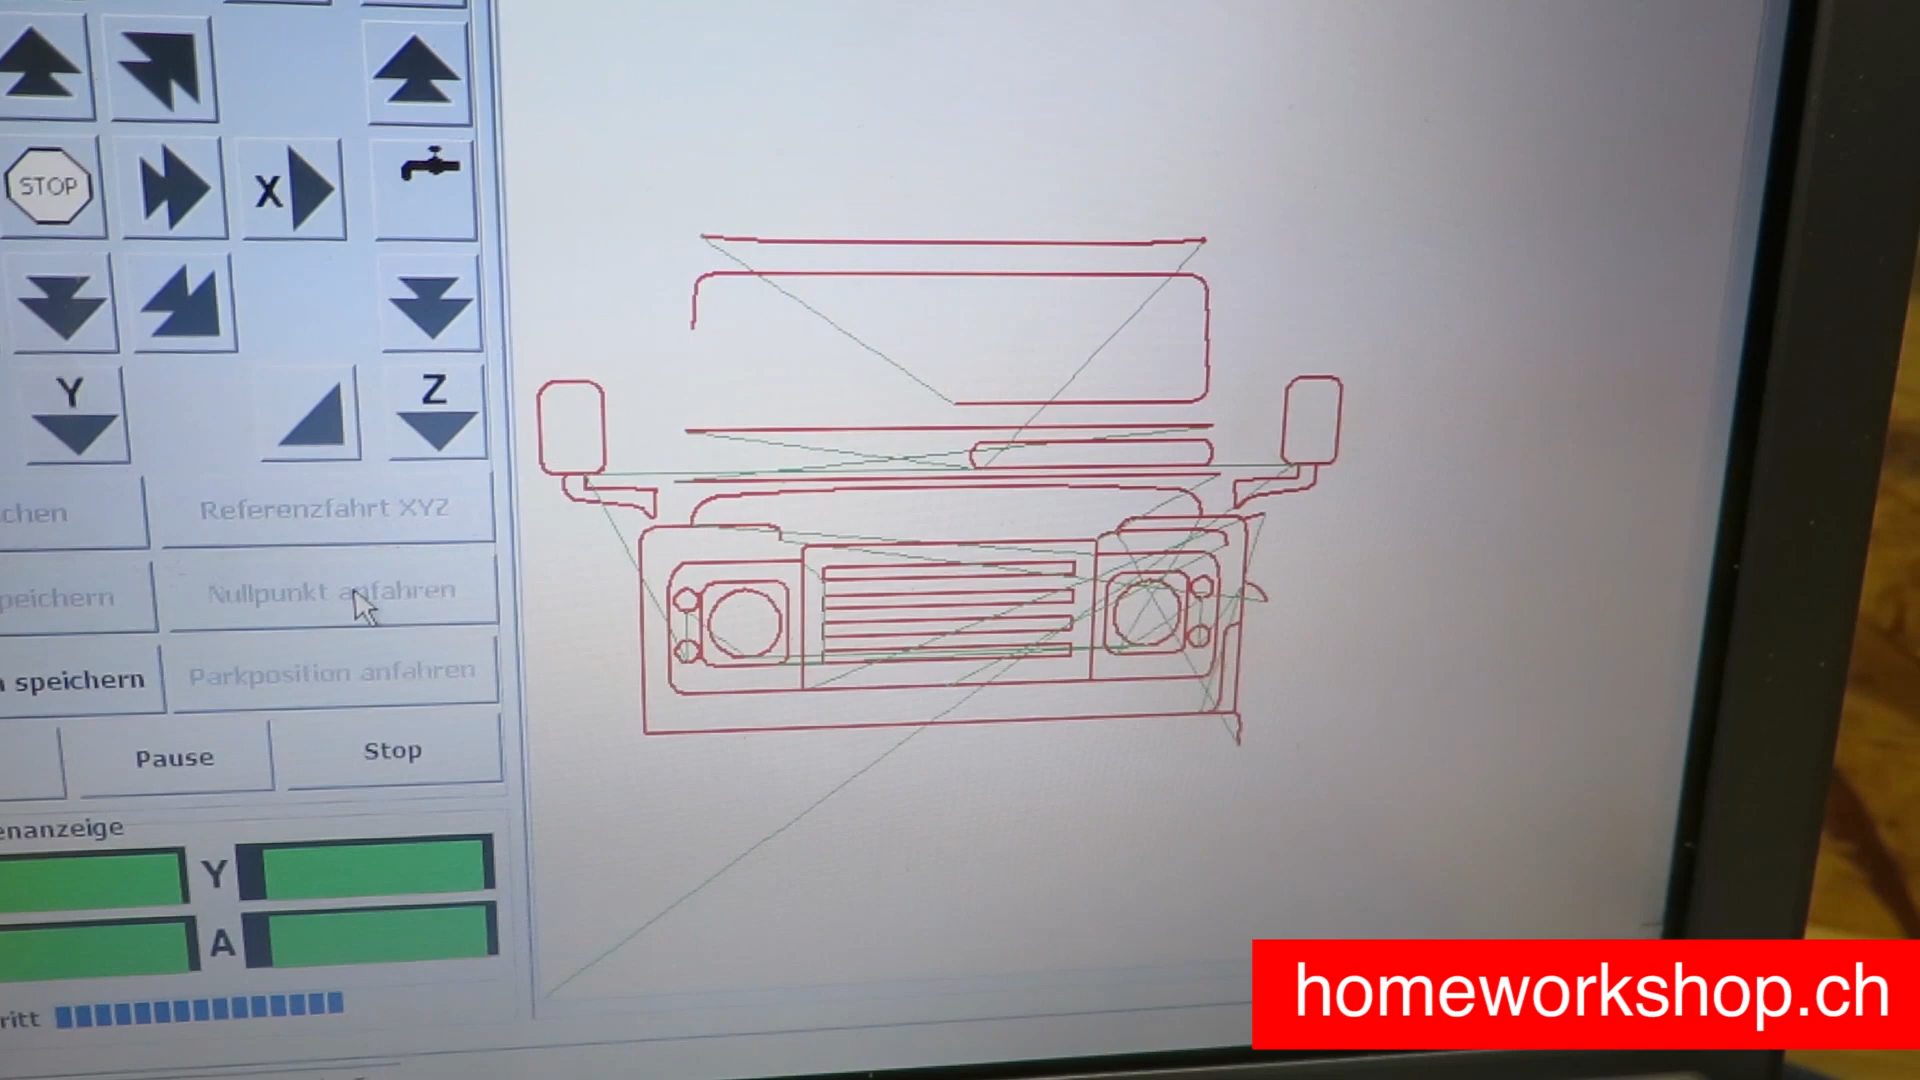 STOP
X
Y
Z
chen
Referenzfahrt XYZ
peichern
Nullpunkt anfahren
speichern
Parkposition anfahren
Pause
Stop
enanzeige
Y
A
ritt
homeworkshop.ch